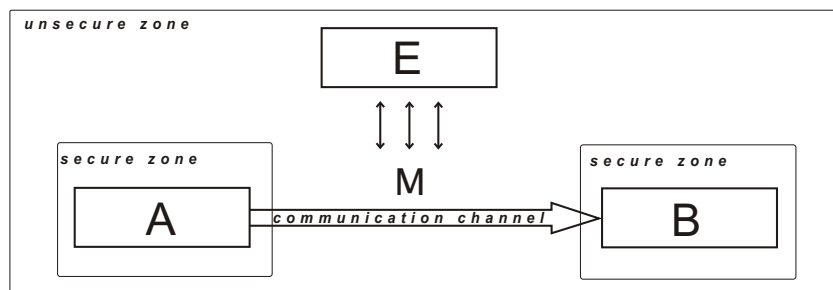 unsecure zone
E
secure zone
secure zone
M
A
communication channel
B